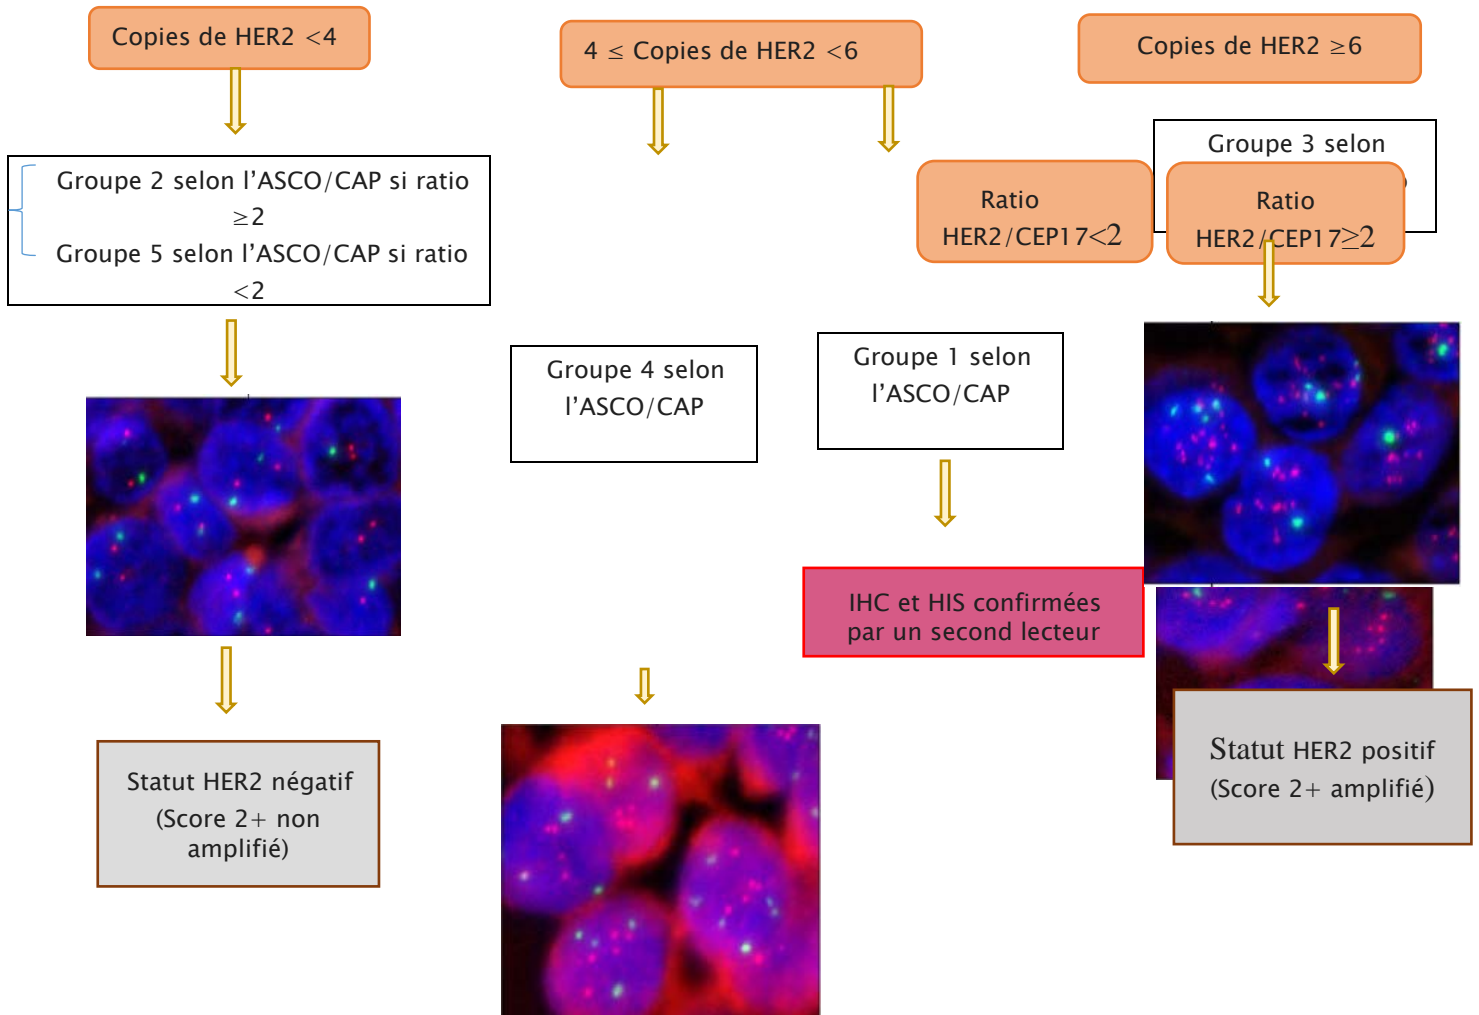 Copies de HER2 <4
4 ≤ Copies de HER2 <6
Copies de HER2 ≥6
Groupe 2 selon l'ASCO/CAP si ratio
≥2
Groupe 5 selon l'ASCO/CAP si ratio
<2
Groupe 3 selon
Ratio
HER2/CEP17<2
Ratio
HER2/CEP17≥2
Groupe 4 selon
l'ASCO/CAP
Groupe 1 selon
l'ASCO/CAP
IHC et HIS confirmées
par un second lecteur
Statut HER2 négatif
(Score 2+ non
amplifié)
Statut HER2 positif
(Score 2+ amplifié)